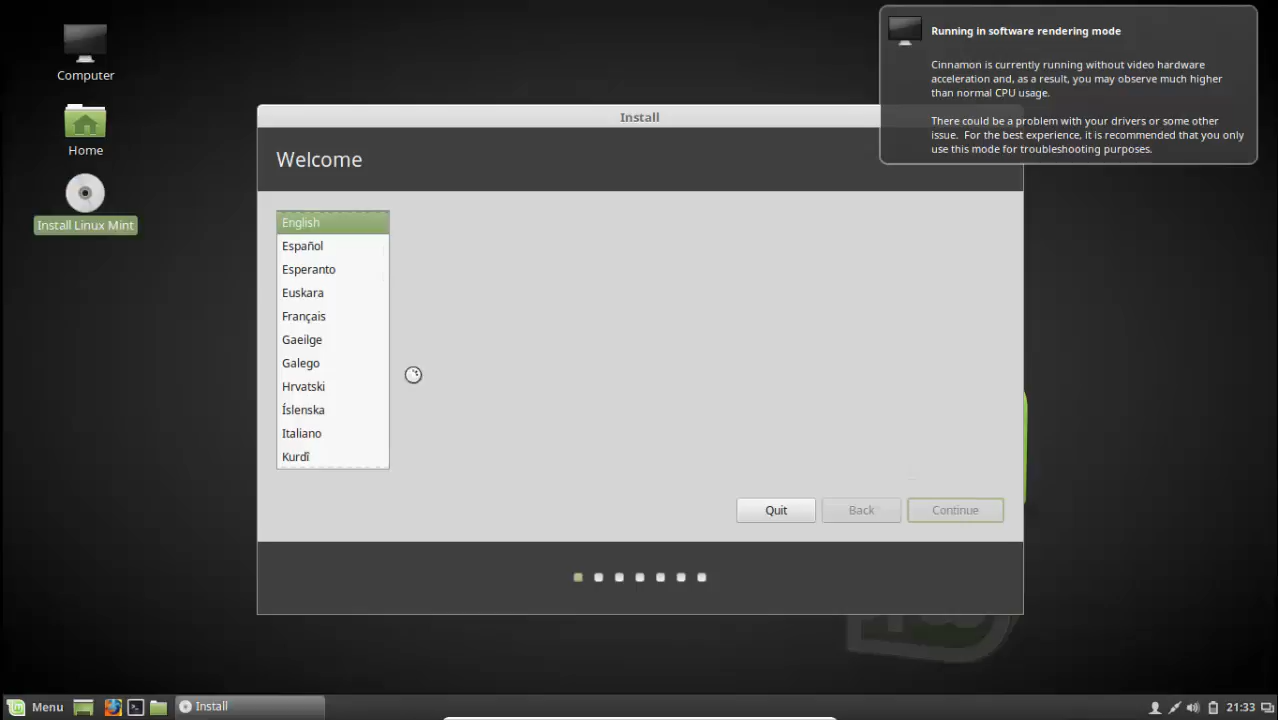 Computer
Home
Install Linux Mint
Running in software rendering mode
Cinnamon is currently running without video hardware
acceleration and, as a result, you may observe much higher
than normal CPU usage.
There could be a problem with your drivers or some other
issue. For the best experience, it is recommended that you only
use this mode for troubleshooting purposes.
Install
Welcome
English
Español
Esperanto
Euskara
Français
Gaeilge
Galego
Hrvatski
Íslenska
Italiano
Kurdî
Quit
Back
Continue
Menu
Install
21:33